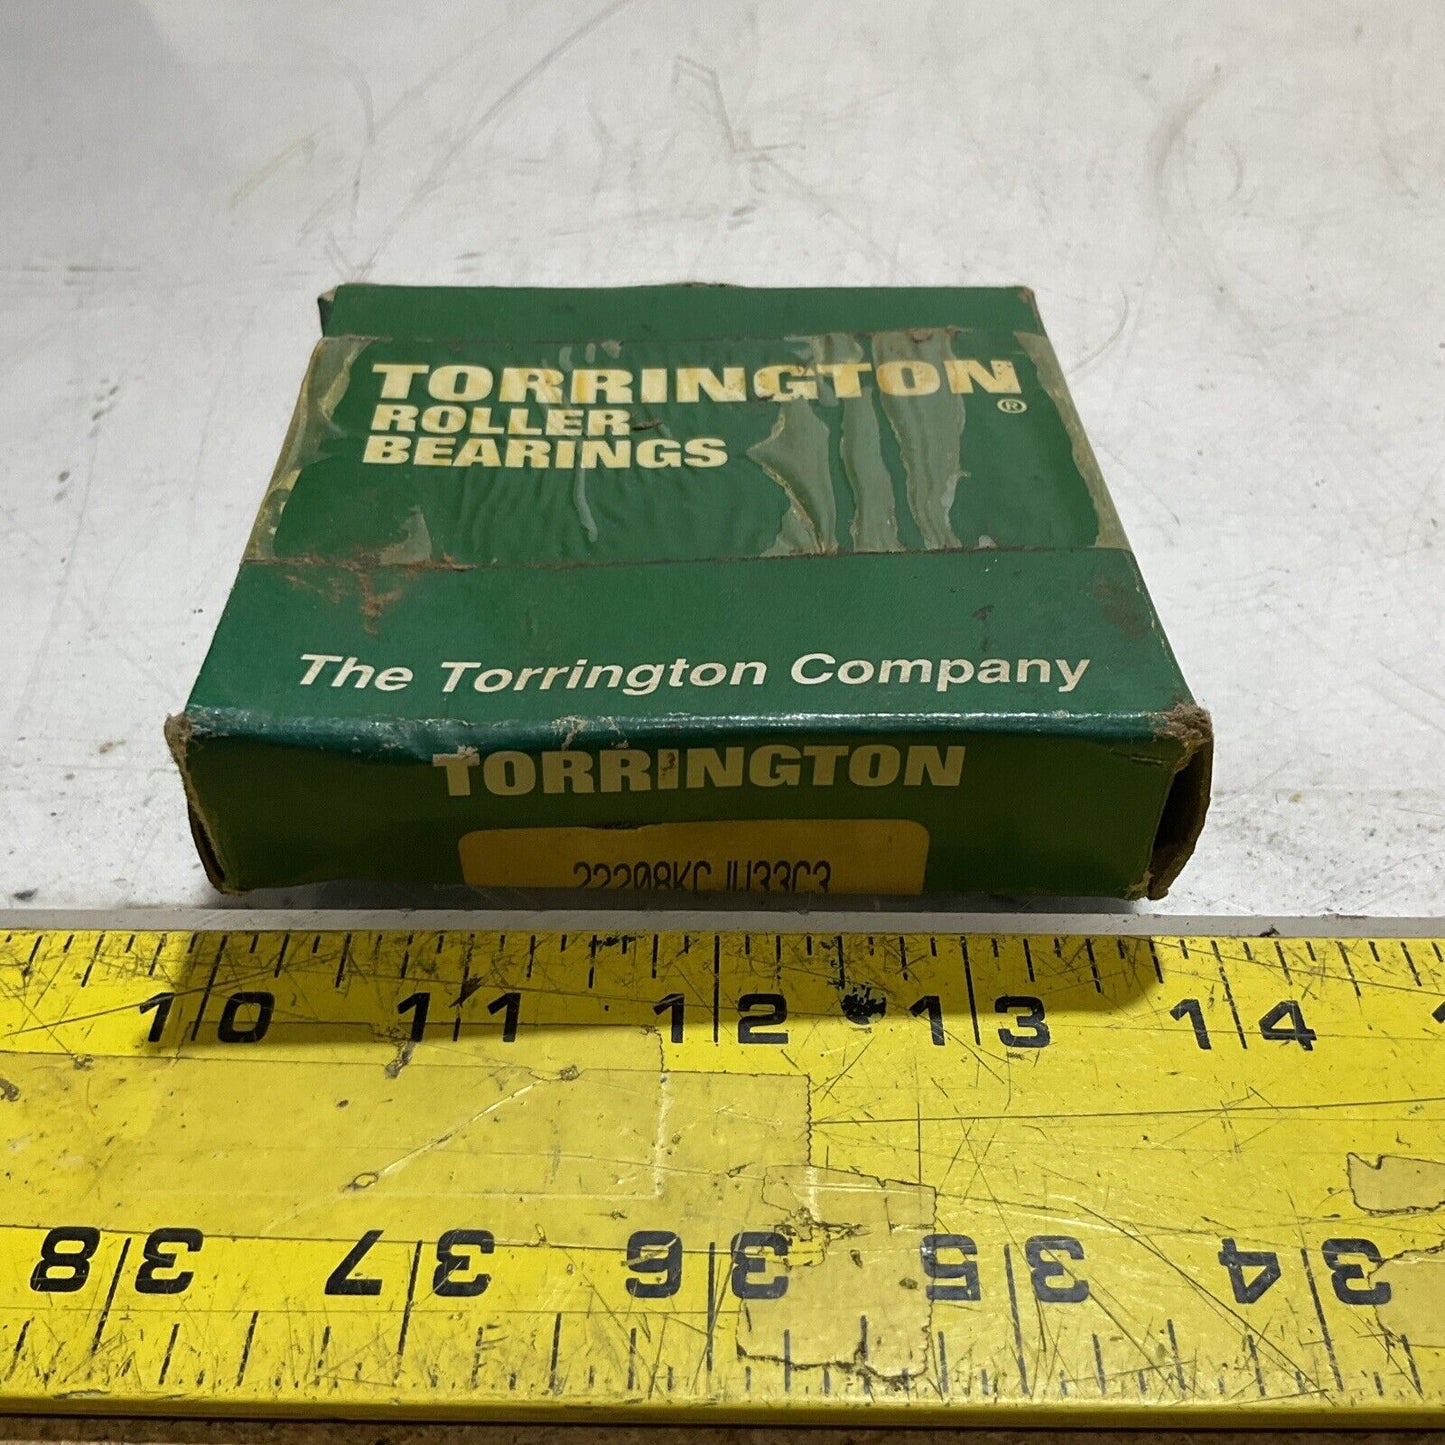 TORRINGTON®
ROLLER
BEARINGS
The Torrington Company
TORRINGTON
22208KCJW33C3
10 11 12 13 14
38 37 36 35 34